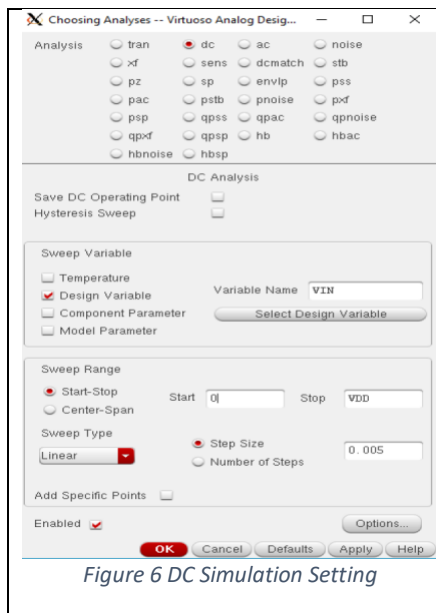 Choosing Analyses -- Virtuoso Analog Desig...
Analysis tran dc ac noise
xf sens dcmatch stb
pz sp envlp pss
pac pstb pnoise pxf
psp qpss qpac qpnoise
qpxf qpsp hb hbac
hbnoise hbsp
DC Analysis
Save DC Operating Point
Hysteresis Sweep
Sweep Variable
Temperature
Design Variable Variable Name VIN
Component Parameter Select Design Variable
Model Parameter
Sweep Range
Start-Stop Start 0 Stop VDD
Center-Span
Sweep Type Step Size 0.005
Linear Number of Steps
Add Specific Points
Enabled Options...
OK Cancel Defaults Apply Help
Figure 6 DC Simulation Setting